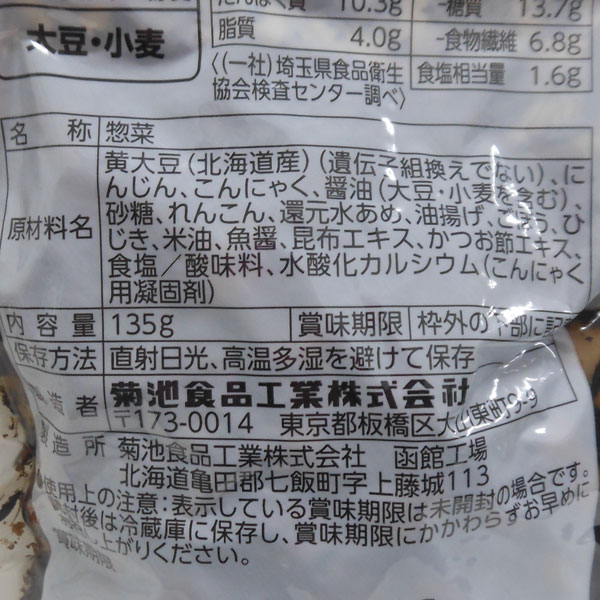 たんぱく質 10.3g
-糖質 13.7g
大豆・小麦
脂質 4.0g
-食物繊維 6.8g
〈(一社)埼玉県食品衛生
協会検査センター調べ〉
食塩相当量 1.6g
名称 惣菜
原材料名
黄大豆(北海道産)(遺伝子組換えでない)、に
んじん、こんにゃく、醤油(大豆・小麦を含む)、
砂糖、れんこん、還元水あめ、油揚げ、ごぼう、ひ
じき、米油、魚醤、昆布エキス、かつお節エキス、
食塩/酸味料、水酸化カルシウム(こんにゃく
用凝固剤)
内容量 135g 賞味期限 枠外の下部に記
保存方法 直射日光、高温多湿を避けて保存
製造者 菊池食品工業株式会社
〒173-0014 東京都板橋区大山東町9-9
製造所 菊池食品工業株式会社 函館工場
北海道亀田郡七飯町字上藤城113
●使用上の注意:表示している賞味期限は未開封の場合です。
開封後は冷蔵庫に保存し、賞味期限にかかわらずお早めに
お召し上がりください。
賞味期限